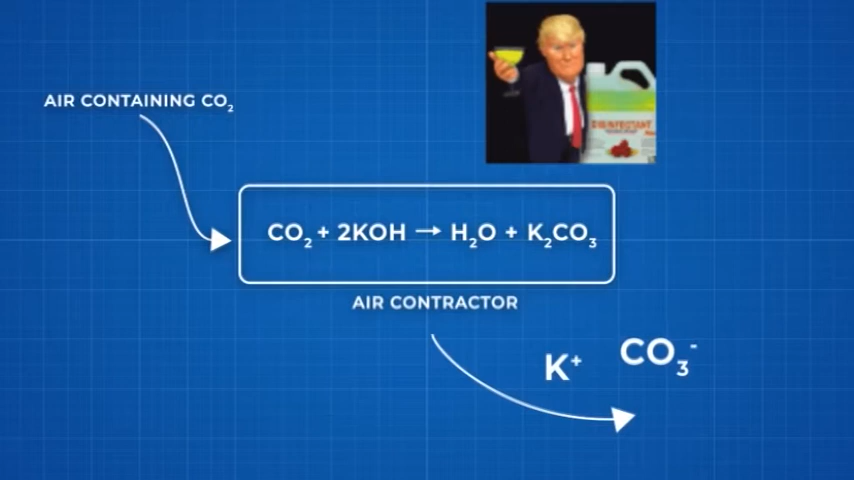 AIR CONTAINING CO₂
DISINFECTANT
CO₂ + 2KOH → H₂O + K₂CO₃
AIR CONTRACTOR
K⁺ CO₃⁻